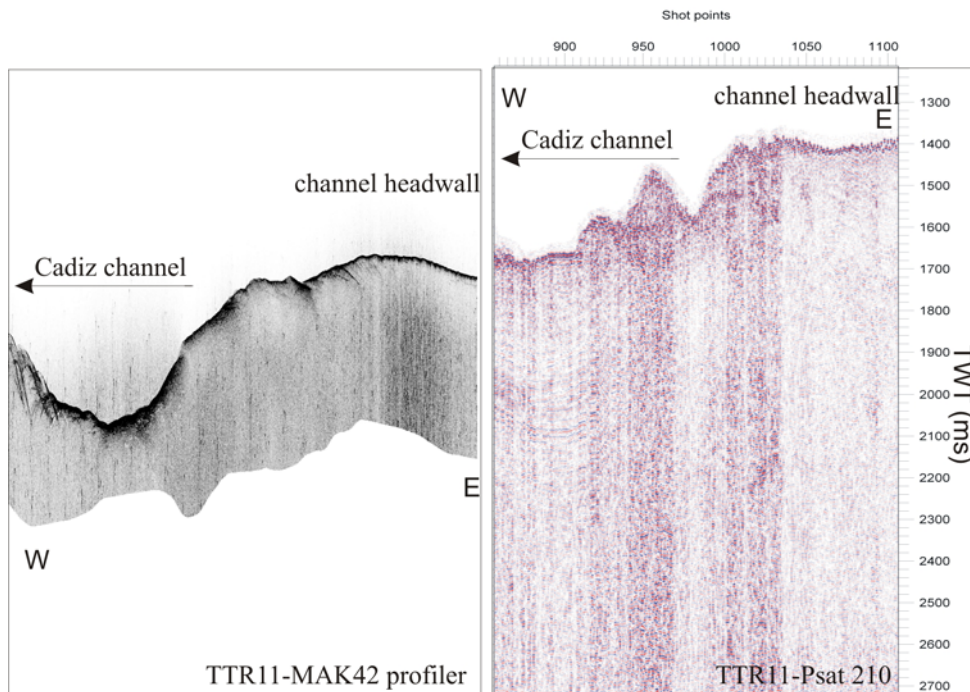 Shot points
900 950 1000 1050 1100
W
channel headwall
E
Cadiz channel
1300
1400
1500
1600
1700
1800
1900
2000
2100
2200
2300
2400
2500
2600
2700
TWT (ms)
TTR11-Psat 210
channel headwall
Cadiz channel
E
W
TTR11-MAK42 profiler